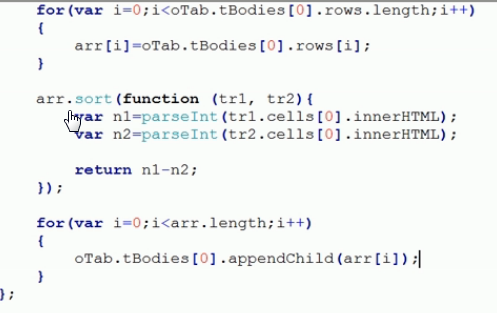 for(var i=0;i<oTab.tBodies[0].rows.length;i++)
{
arr[i]=oTab.tBodies[0].rows[i];
}
arr.sort(function (tr1, tr2){
var n1=parseInt(tr1.cells[0].innerHTML);
var n2=parseInt(tr2.cells[0].innerHTML);
return n1-n2;
});
for(var i=0;i<arr.length;i++)
{
oTab.tBodies[0].appendChild(arr[i]);
}
};